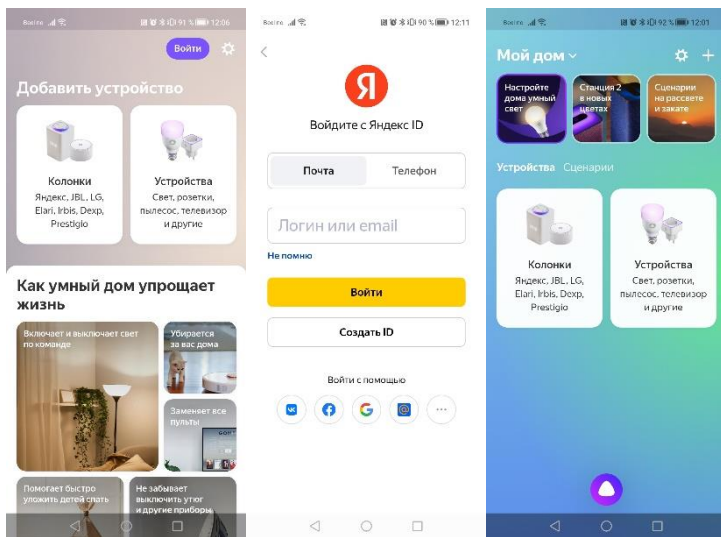 91 % 12:06
Войти
Добавить устройство
Колонки
Яндекс, JBL, LG,
Elari, Irbis, Dexp,
Prestigio
Устройства
Свет, розетки,
пылесос, телевизор
и другие
Как умный дом упрощает
жизнь
Включает и выключает свет
по команде
Убирается
за вас дома
Заменяет все
пульты
Помогает быстро
уложить детей спать
Не забывает
выключить утюг
и другие приборы
90 % 12:11
Я
Войдите с Яндекс ID
Почта
Телефон
Логин или email
Не помню
Войти
Создать ID
Войти с помощью
92 % 12:01
Мой дом
Настройте
дома умный
свет
Станция 2
в новых
цветах
Сценарии
на рассвете
и закате
Устройства Сценарии
Колонки
Яндекс, JBL, LG,
Elari, Irbis, Dexp,
Prestigio
Устройства
Свет, розетки,
пылесос, телевизор
и другие